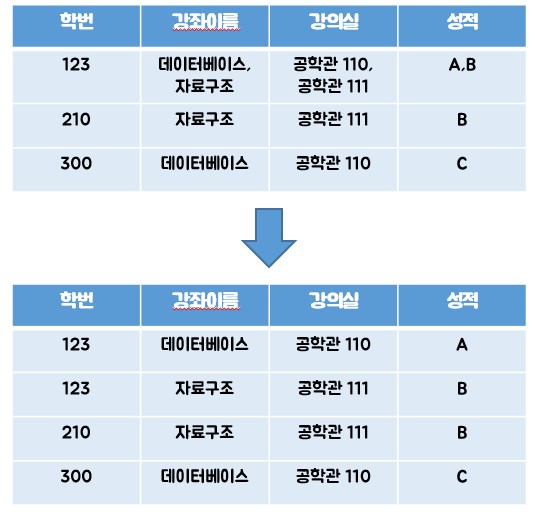 학번 강좌이름 강의실 성적
123 데이터베이스, 공학관 110, A,B
자료구조 공학관 111
210 자료구조 공학관 111 B
300 데이터베이스 공학관 110 C
학번 강좌이름 강의실 성적
123 데이터베이스 공학관 110 A
123 자료구조 공학관 111 B
210 자료구조 공학관 111 B
300 데이터베이스 공학관 110 C